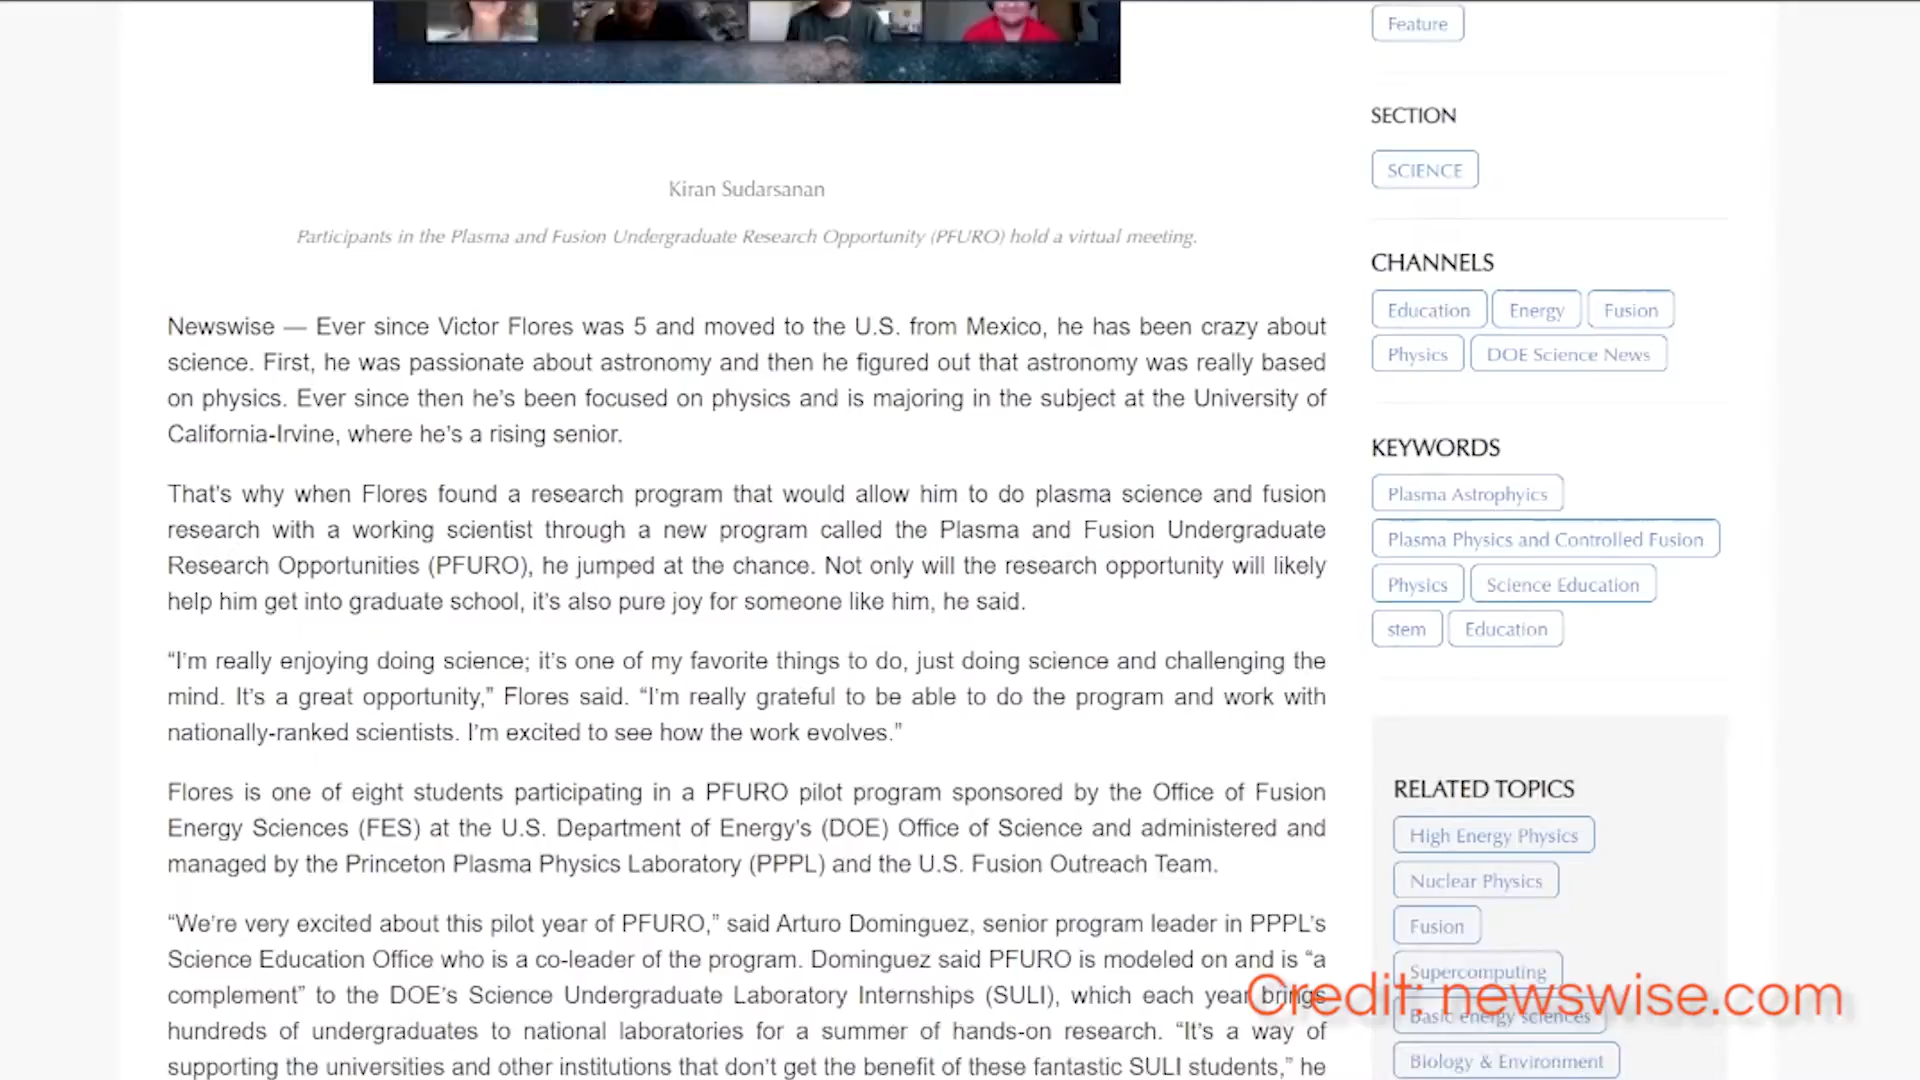 Kiran Sudarsanan
Participants in the Plasma and Fusion Undergraduate Research Opportunity (PFURO) hold a virtual meeting.
Newswise — Ever since Victor Flores was 5 and moved to the U.S. from Mexico, he has been crazy about
science. First, he was passionate about astronomy and then he figured out that astronomy was really based
on physics. Ever since then he’s been focused on physics and is majoring in the subject at the University of
California-Irvine, where he’s a rising senior.
That’s why when Flores found a research program that would allow him to do plasma science and fusion
research with a working scientist through a new program called the Plasma and Fusion Undergraduate
Research Opportunities (PFURO), he jumped at the chance. Not only will the research opportunity will likely
help him get into graduate school, it’s also pure joy for someone like him, he said.
“I’m really enjoying doing science; it’s one of my favorite things to do, just doing science and challenging the
mind. It’s a great opportunity,” Flores said. “I’m really grateful to be able to do the program and work with
nationally-ranked scientists. I’m excited to see how the work evolves.”
Flores is one of eight students participating in a PFURO pilot program sponsored by the Office of Fusion
Energy Sciences (FES) at the U.S. Department of Energy’s (DOE) Office of Science and administered and
managed by the Princeton Plasma Physics Laboratory (PPPL) and the U.S. Fusion Outreach Team.
“We’re very excited about this pilot year of PFURO,” said Arturo Dominguez, senior program leader in PPPL’s
Science Education Office who is a co-leader of the program. Dominguez said PFURO is modeled on and is “a
complement” to the DOE’s Science Undergraduate Laboratory Internships (SULI), which each year brings
hundreds of undergraduates to national laboratories for a summer of hands-on research. “It’s a way of
supporting the universities and other institutions that don’t get the benefit of these fantastic SULI students,” he
Feature
SECTION
SCIENCE
CHANNELS
Education Energy Fusion
Physics DOE Science News
KEYWORDS
Plasma Astrophyics
Plasma Physics and Controlled Fusion
Physics Science Education
stem Education
RELATED TOPICS
High Energy Physics
Nuclear Physics
Fusion
Supercomputing
Basic energy sciences
Biology & Environment
Credit: newswise.com